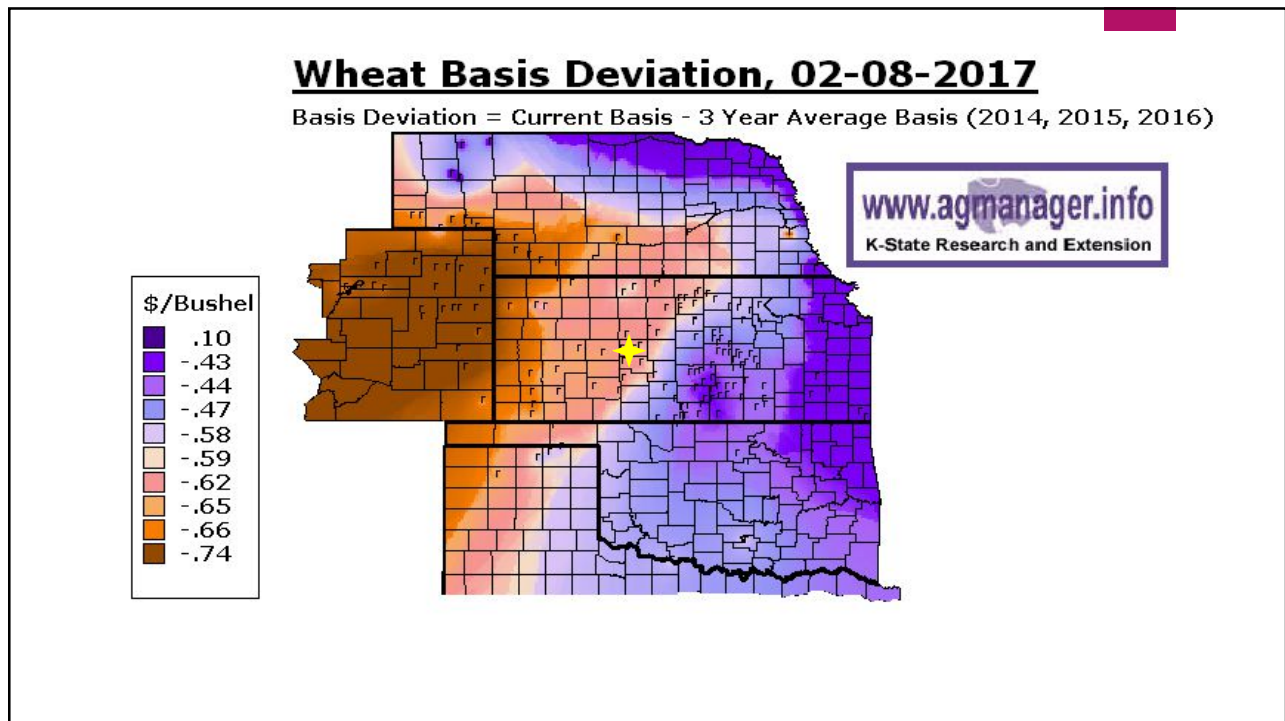 Wheat Basis Deviation, 02-08-2017
Basis Deviation = Current Basis - 3 Year Average Basis (2014, 2015, 2016)
www.agmanager.info
K-State Research and Extension
$/Bushel
.10
-.43
-.44
-.47
-.58
-.59
-.62
-.65
-.66
-.74